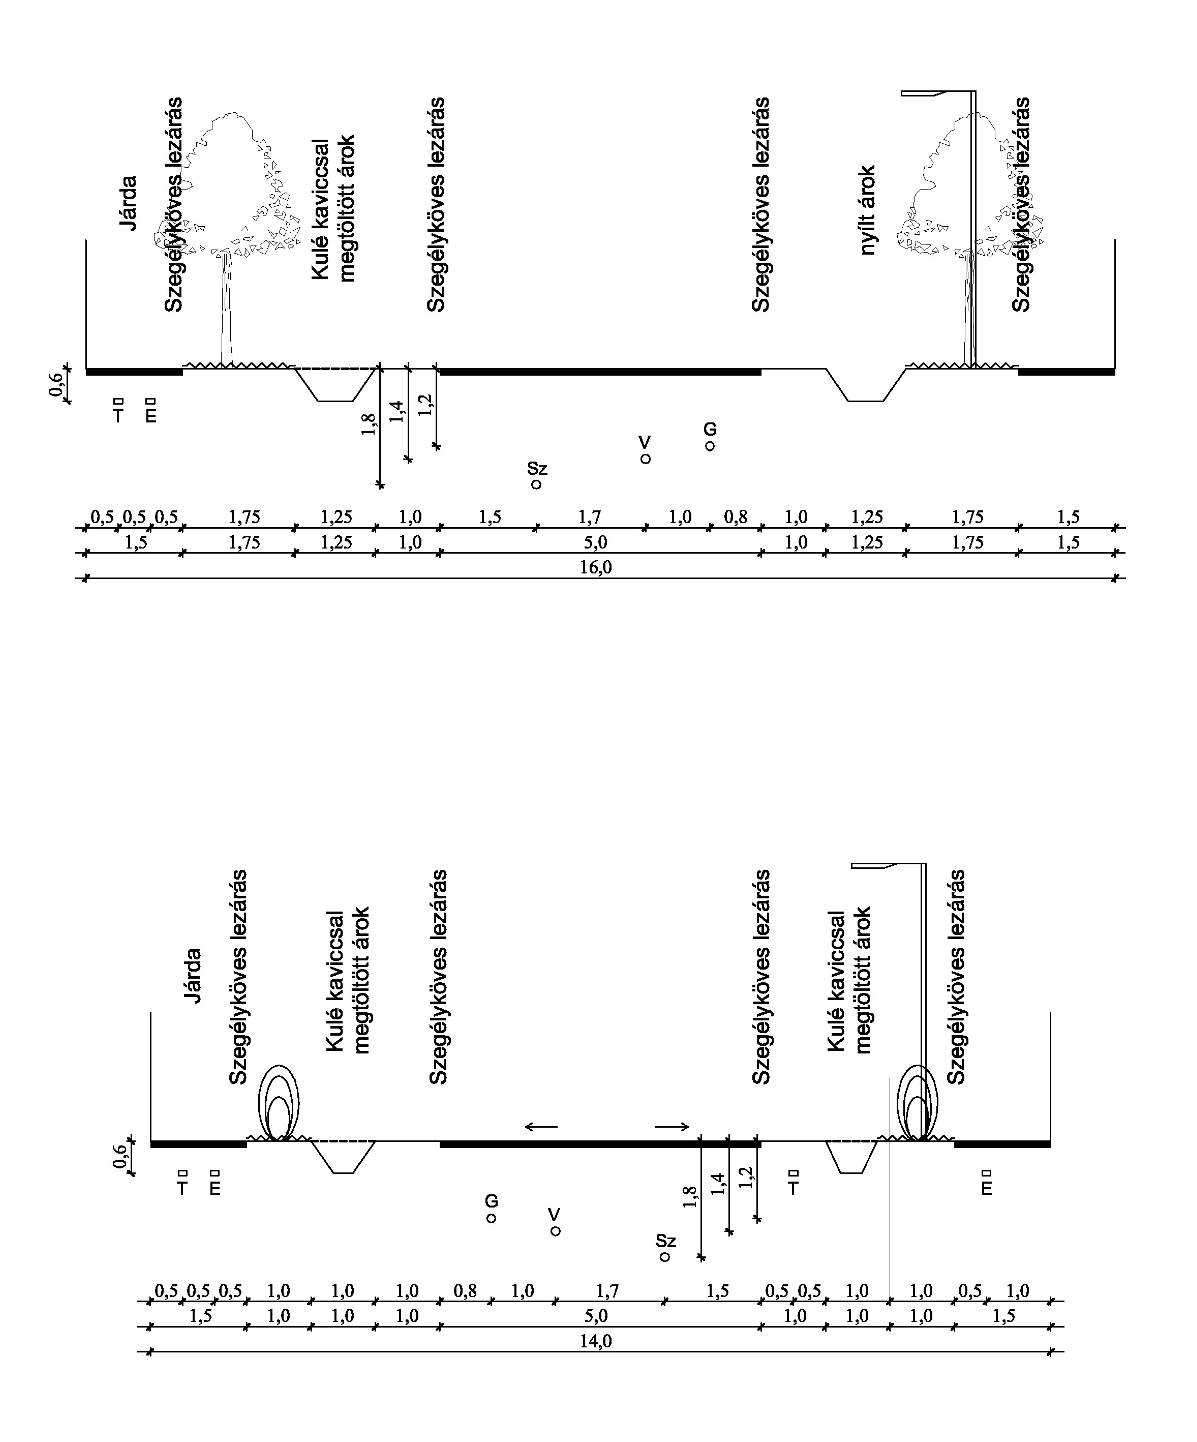 Járda
Szegélyköves lezárás
Kulé kaviccsal
megtöltött árok
Szegélyköves lezárás
Szegélyköves lezárás
nyílt árok
Szegélyköves lezárás
0,6
T E
1,8 1,4 1,2
Sz V G
0,5 0,5 0,5 1,75 1,25 1,0 1,5 1,7 1,0 0,8 1,0 1,25 1,75 1,5
1,5 1,75 1,25 1,0 5,0 1,0 1,25 1,75 1,5
16,0
Járda
Szegélyköves lezárás
Kulé kaviccsal
megtöltött árok
Szegélyköves lezárás
Szegélyköves lezárás
Kulé kaviccsal
megtöltött árok
Szegélyköves lezárás
0,6
T E
G V Sz
1,8 1,4 1,2
T E
0,5 0,5 0,5 1,0 1,0 1,0 0,8 1,0 1,7 1,5 0,5 0,5 1,0 1,0 0,5 1,0
1,5 1,0 1,0 1,0 5,0 1,0 1,0 1,0 1,5
14,0